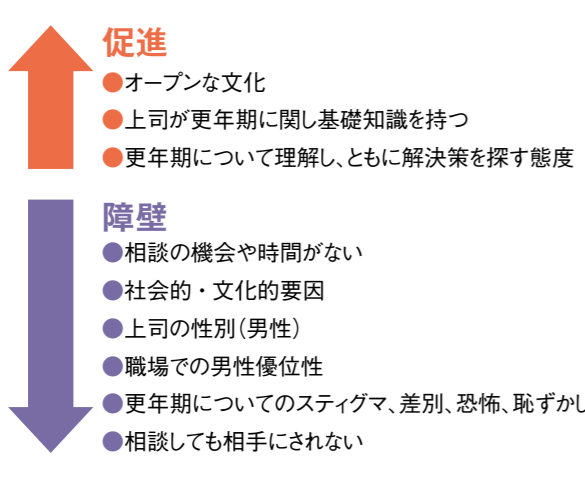 促進
●オープンな文化
●上司が更年期に関し基礎知識を持つ
●更年期について理解し、ともに解決策を探す態度
障壁
●相談の機会や時間がない
●社会的・文化的要因
●上司の性別（男性）
●職場での男性優位性
●更年期についてのスティグマ、差別、恐怖、恥ずかし
●相談しても相手にされない